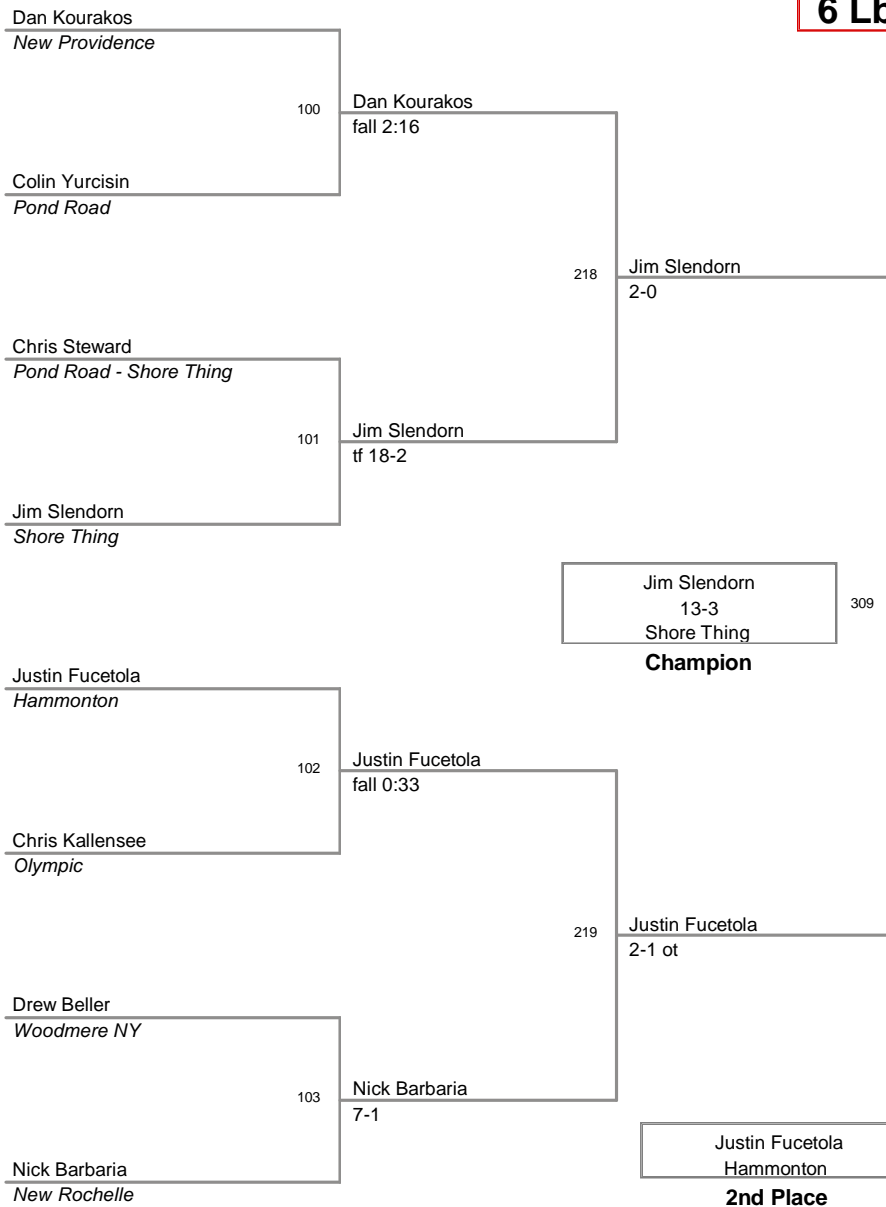 6 Lb
Dan Kourakos
New Providence
100
Dan Kourakos
fall 2:16
Colin Yurcisin
Pond Road
218
Jim Slendorn
2-0
Chris Steward
Pond Road - Shore Thing
101
Jim Slendorn
tf 18-2
Jim Slendorn
Shore Thing
Jim Slendorn
13-3
Shore Thing
309
Champion
Justin Fucetola
Hammonton
102
Justin Fucetola
fall 0:33
Chris Kallensee
Olympic
219
Justin Fucetola
2-1 ot
Drew Beller
Woodmere NY
103
Nick Barbaria
7-1
Nick Barbaria
New Rochelle
Justin Fucetola
Hammonton
2nd Place